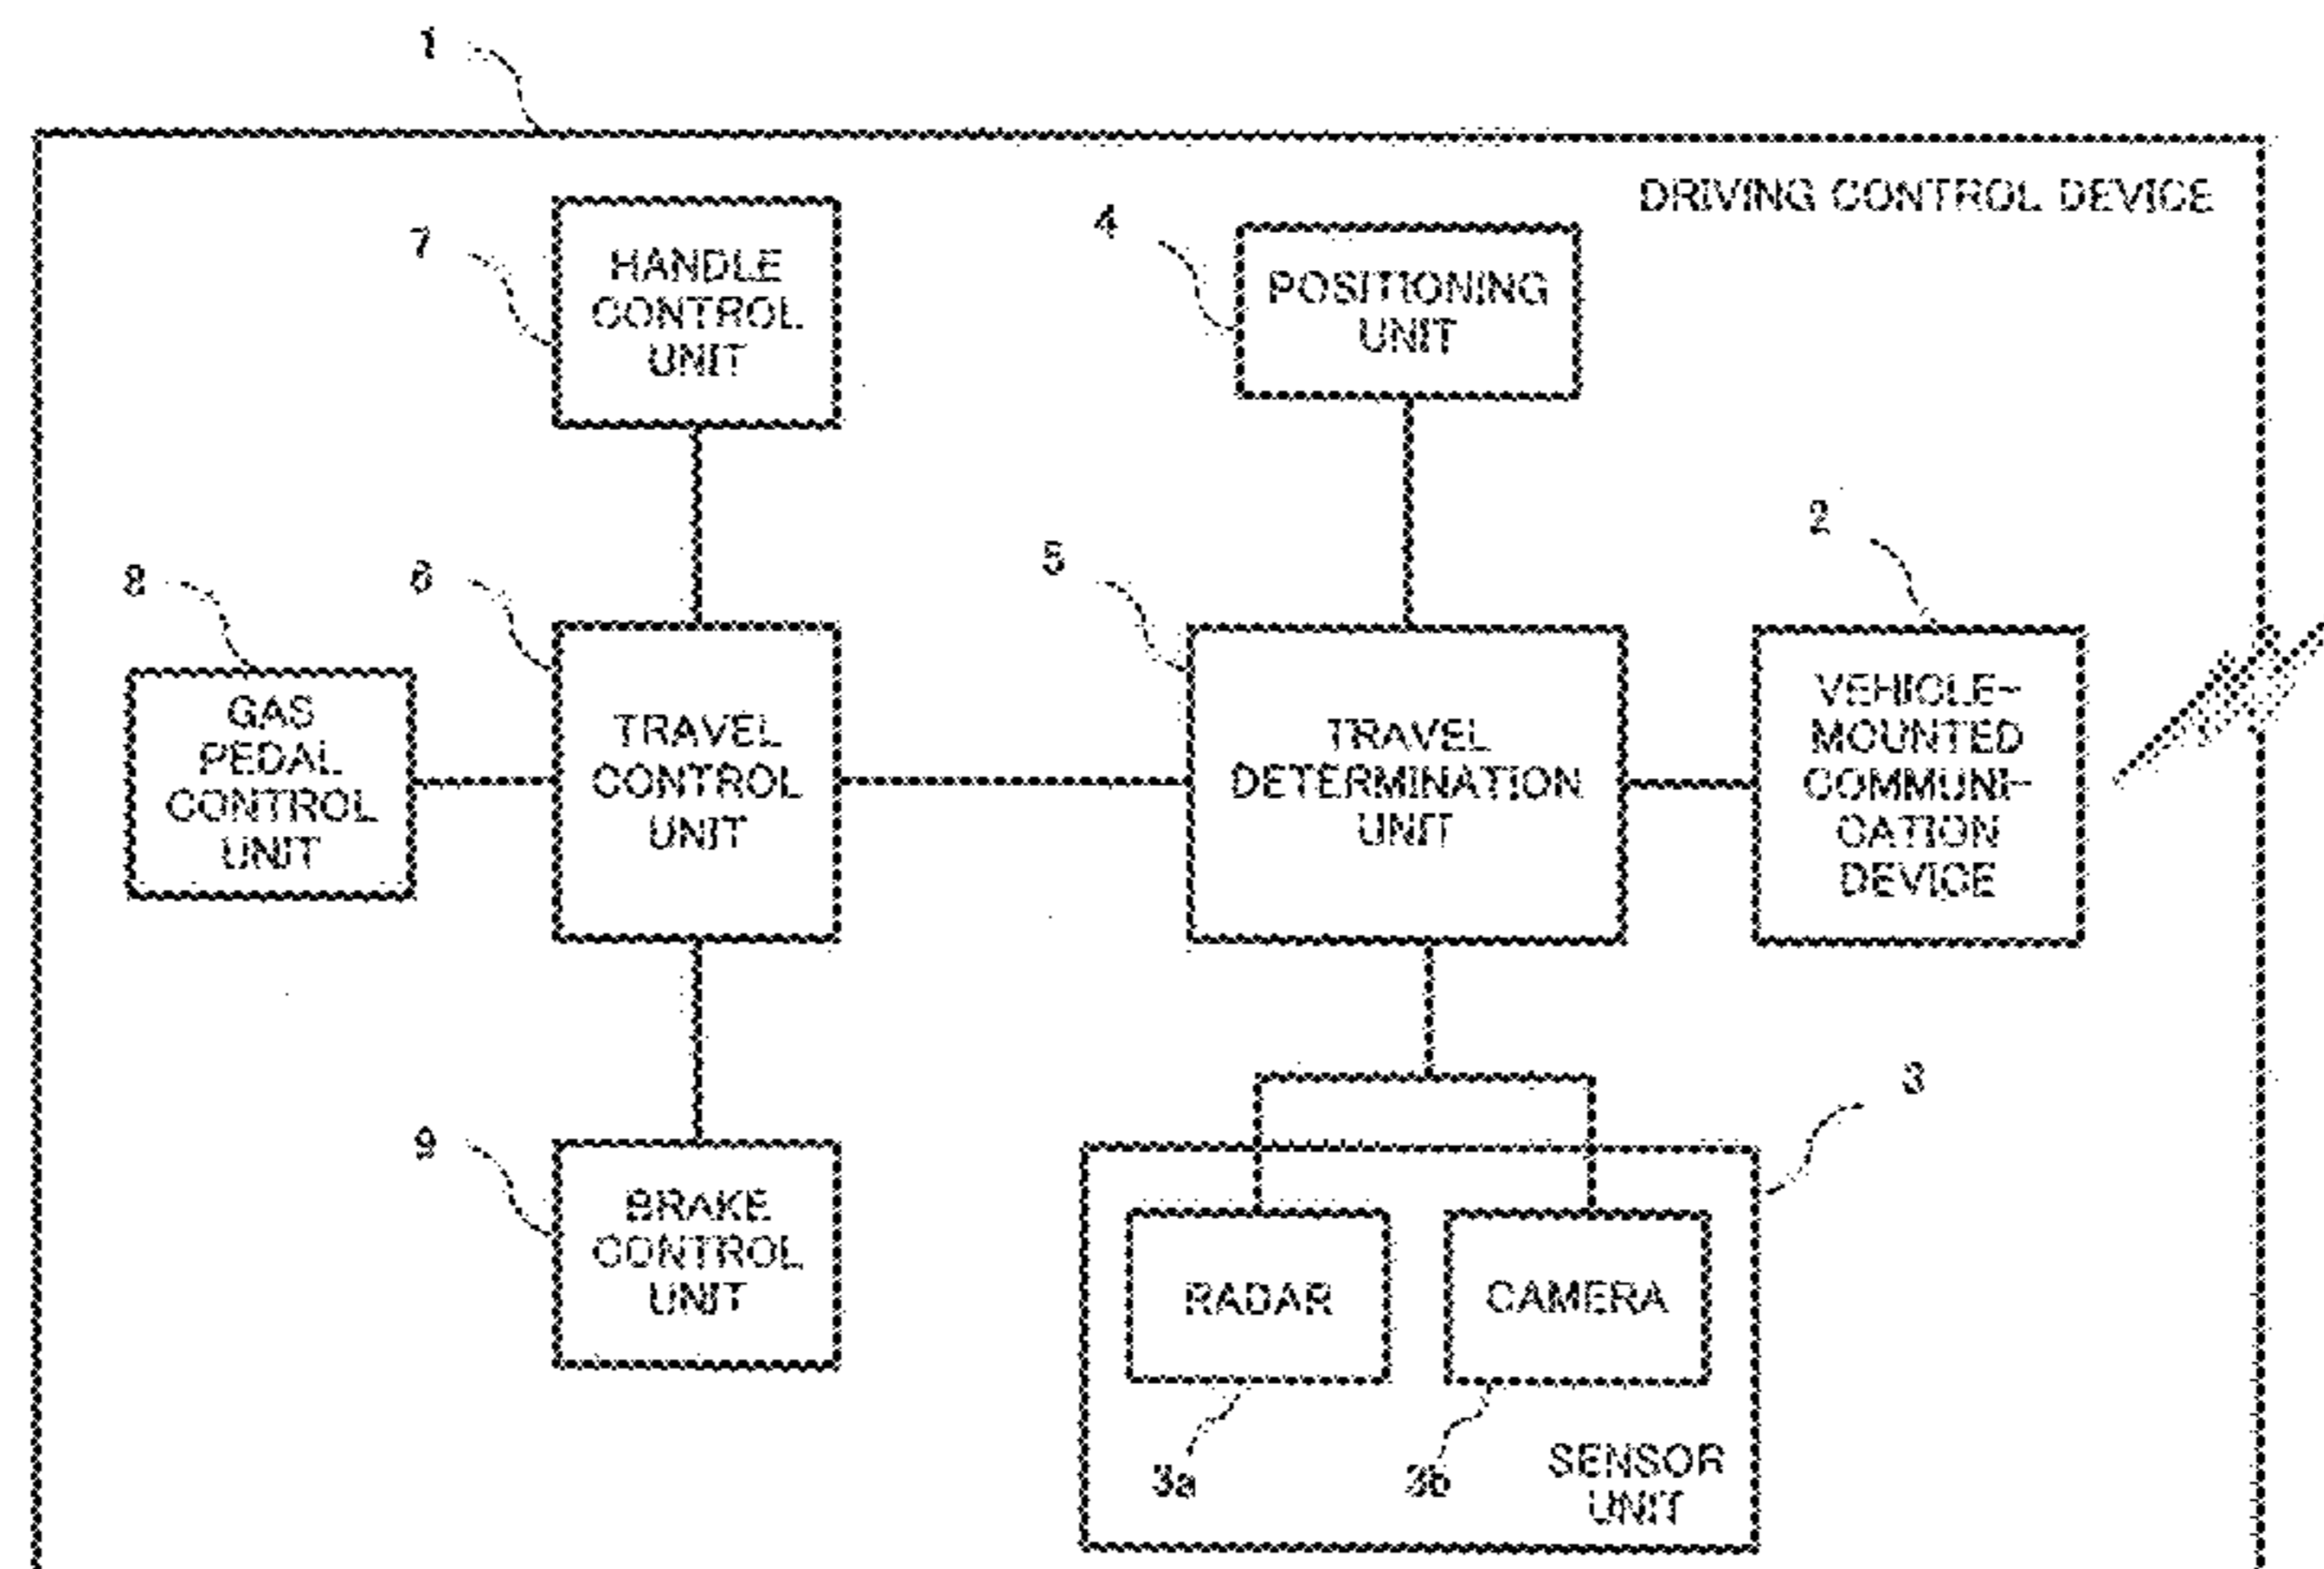 1
DRIVING CONTROL DEVICE
7
HANDLE
CONTROL
UNIT
4
POSITIONING
UNIT
8
GAS
PEDAL
CONTROL
UNIT
6
TRAVEL
CONTROL
UNIT
5
TRAVEL
DETERMINATION
UNIT
2
VEHICLE-
MOUNTED
COMMUNI-
CATION
DEVICE
9
BRAKE
CONTROL
UNIT
3
RADAR
CAMERA
3a
3b
SENSOR
UNIT